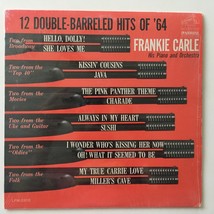 12 DOUBLE-BARRELED HITS OF '64
FRANKIE CARLE
His Piano and Orchestra
Two from Broadway
HELLO, DOLLY!
SHE LOVES ME
Two from the "Top 40"
KISSIN' COUSINS
JAVA
Two from the Movies
THE PINK PANTHER THEME
CHARADE
Two from the Uke and Guitar
ALWAYS IN MY HEART
SUSHI
Two from the "Oldies"
I WONDER WHO'S KISSING HER NOW
OH! WHAT IT SEEMED TO BE
Two from the Folk
MY TRUE CARRIE LOVE
MILLER'S CAVE